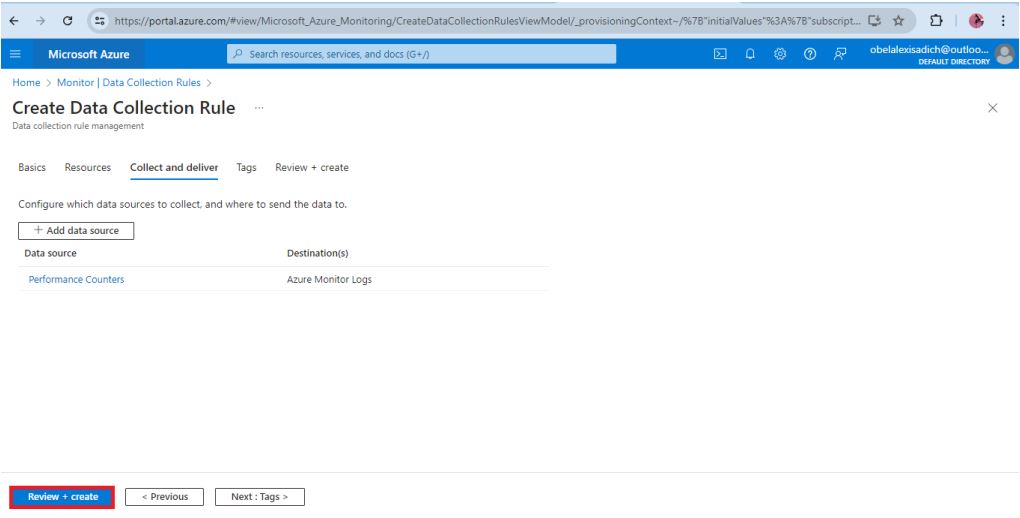 https://portal.azure.com/#view/Microsoft_Azure_Monitoring/CreateDataCollectionRulesViewModel/_provisioningContext~/%7B"initialValues"%3A%7B"subscript...
Microsoft Azure
Search resources, services, and docs (G+/)
obelalexisadich@outloo...
DEFAULT DIRECTORY
Home > Monitor | Data Collection Rules >
Create Data Collection Rule ...
Data collection rule management
Basics Resources Collect and deliver Tags Review + create
Configure which data sources to collect, and where to send the data to.
+ Add data source
Data source Destination(s)
Performance Counters Azure Monitor Logs
Review + create < Previous Next : Tags >